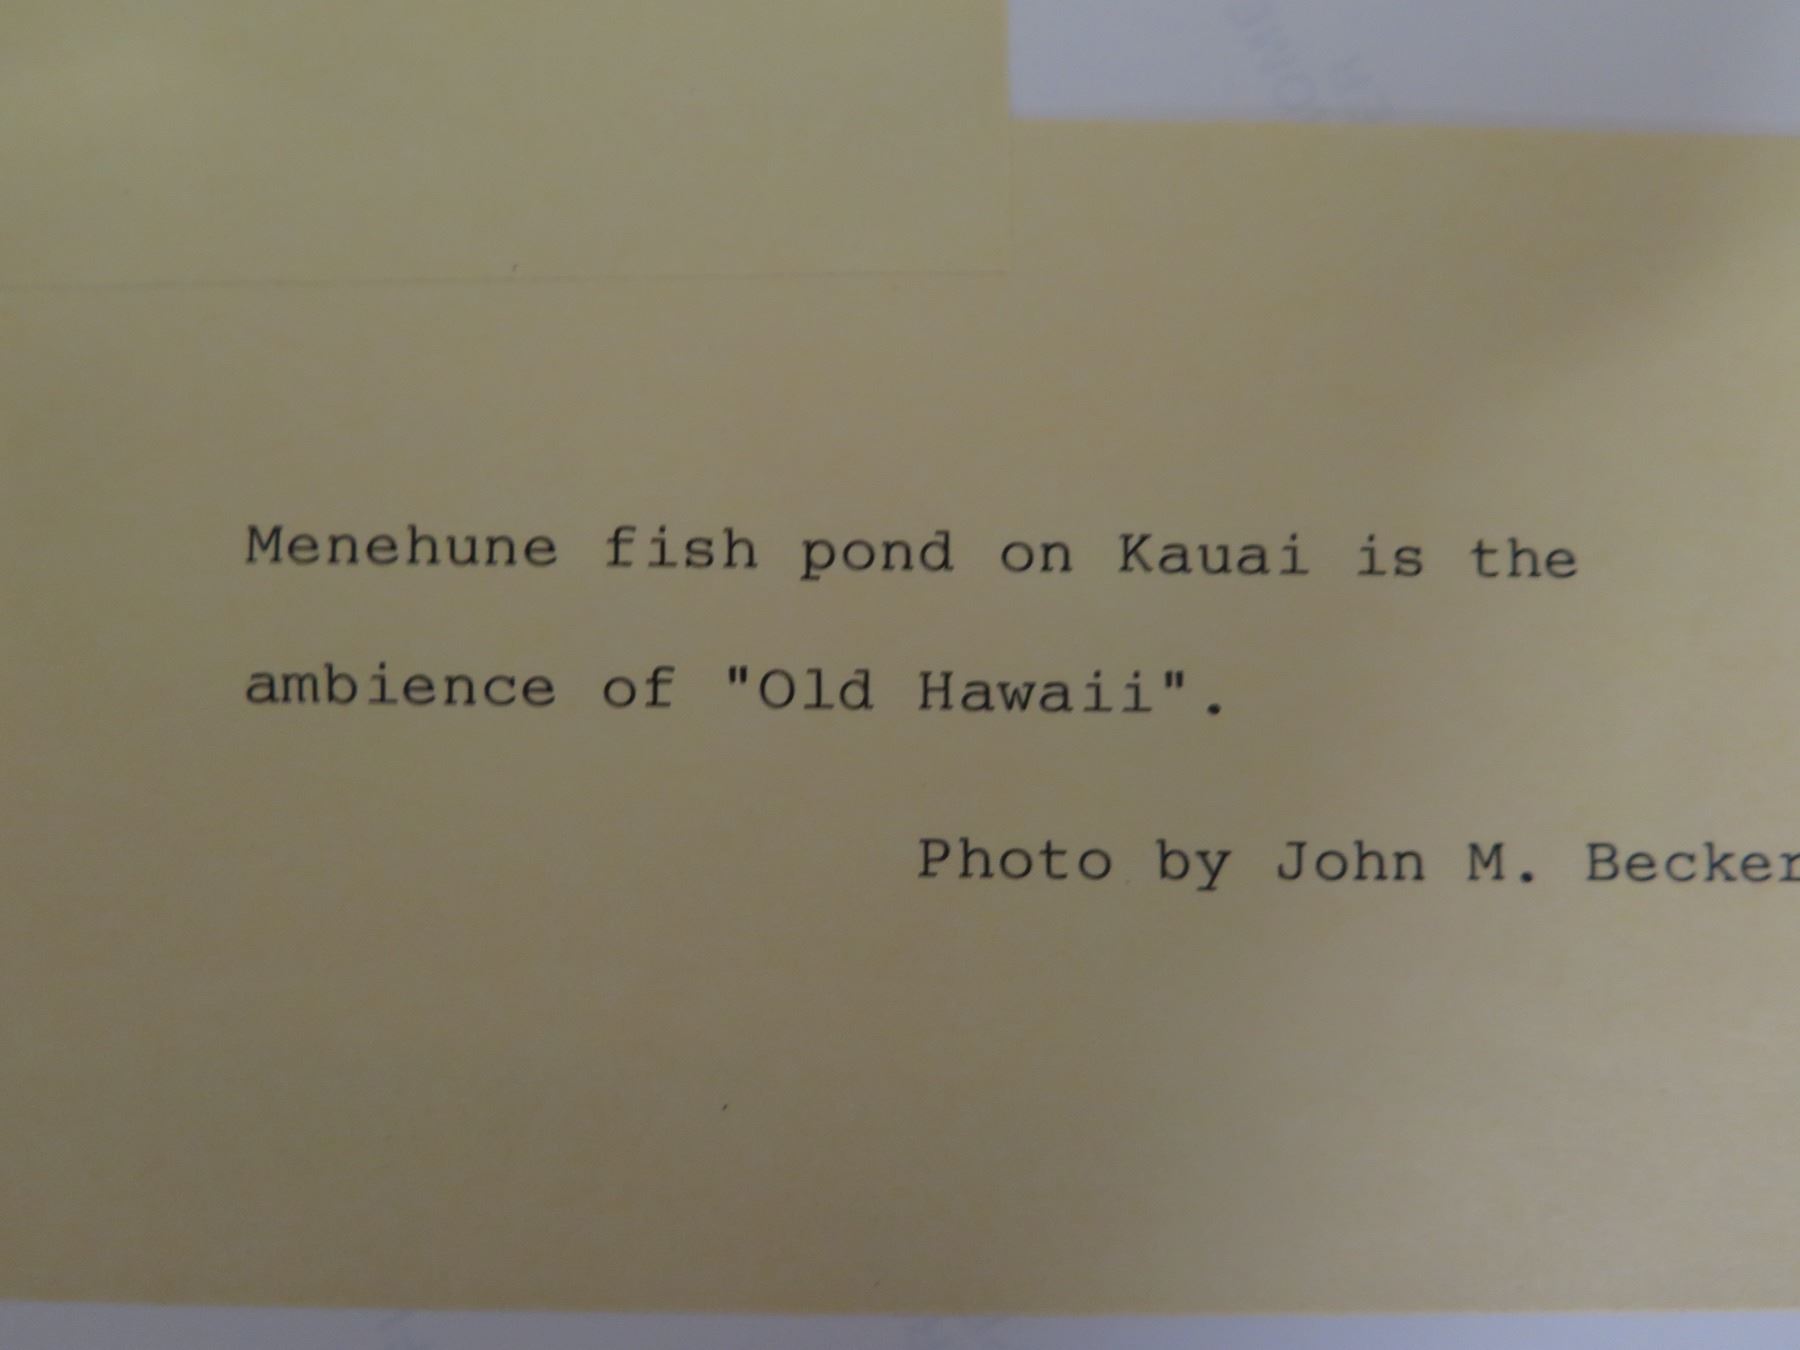 Menehune fish pond on Kauai is the
ambience of "Old Hawaii".
Photo by John M. Becker